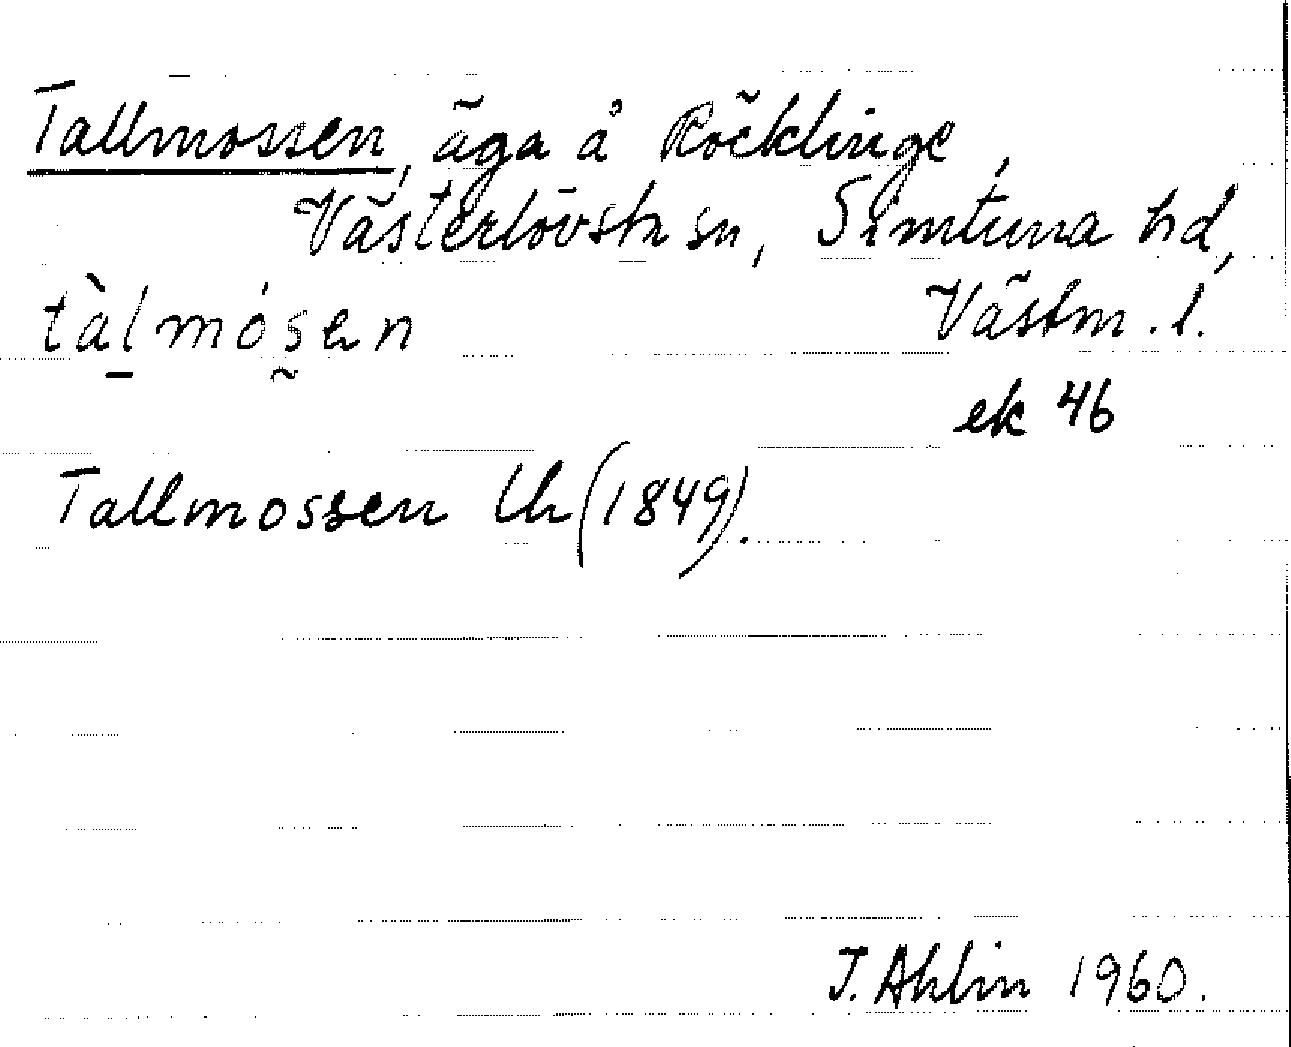 Tallmossen, äga å Röcklinge,
Västerlövsta sn, Simtuna hd,
tàlmósen Västm. l.
ek 46
Tallmossen Lh (1849).
J. Ahlin 1960.